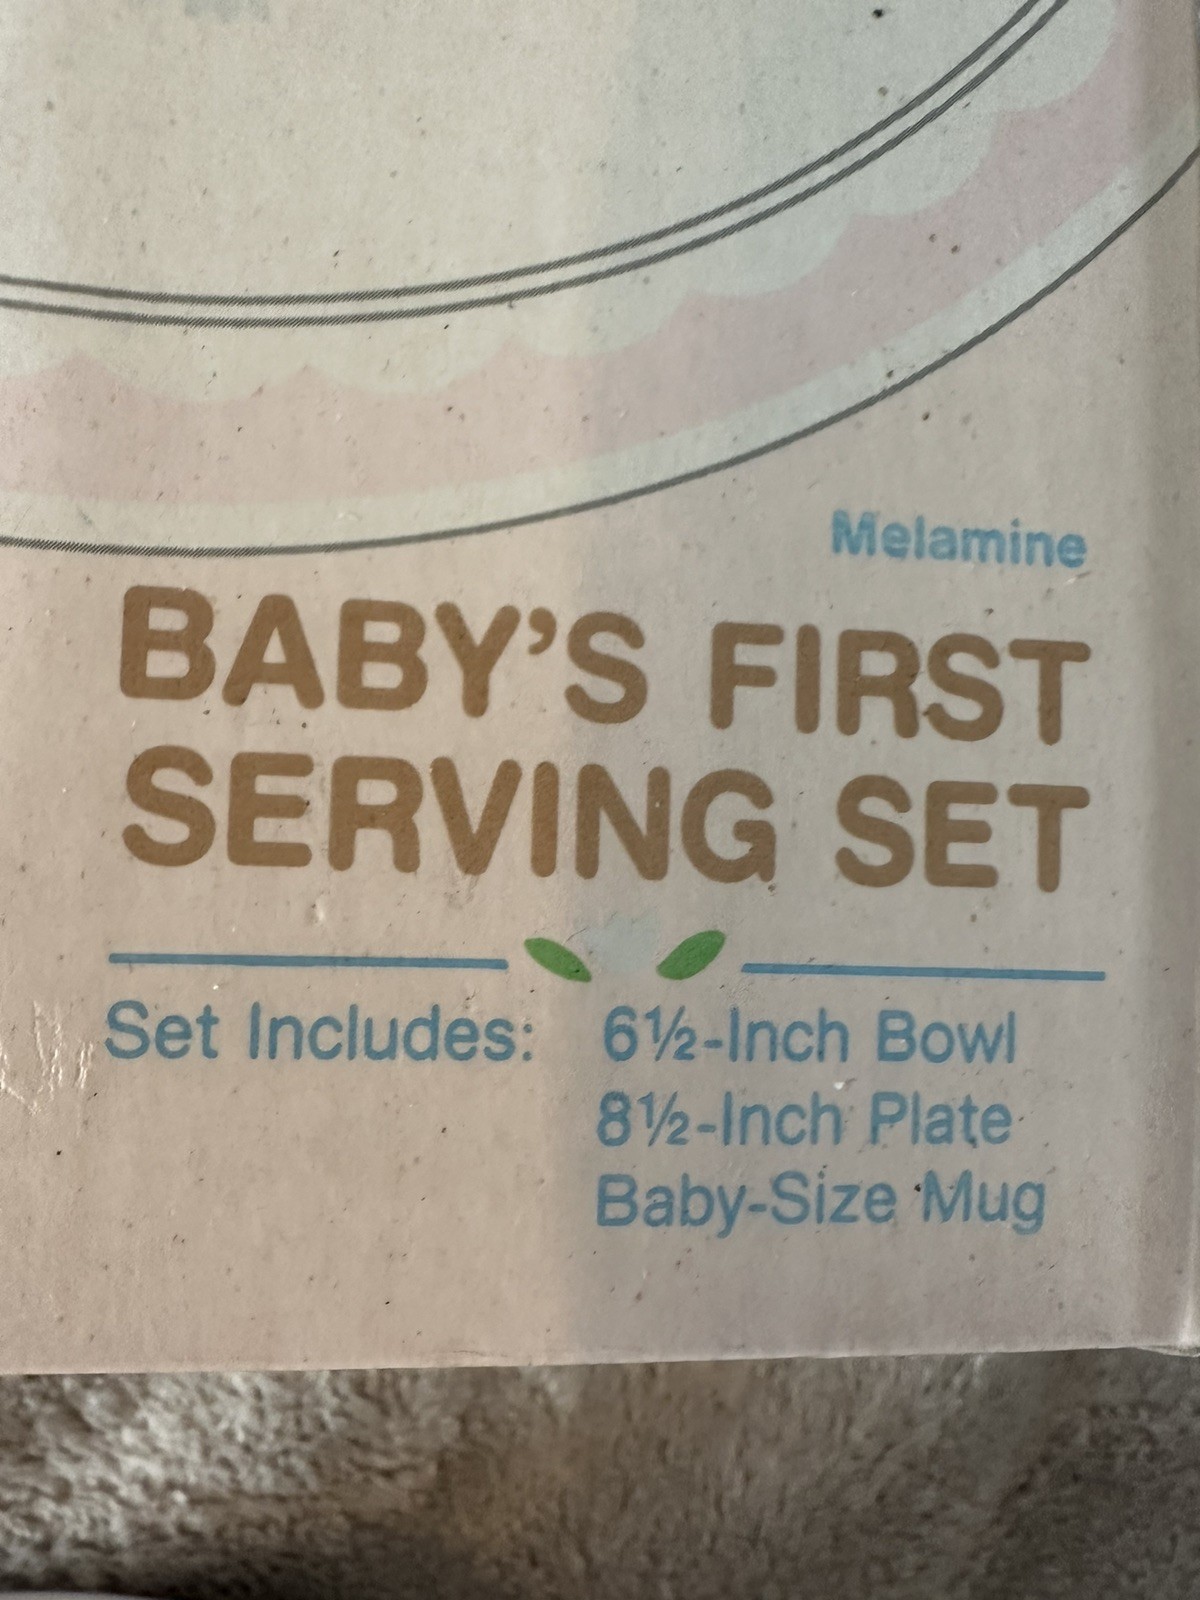 Melamine
BABY’S FIRST
SERVING SET
Set Includes: 6½-Inch Bowl
8½-Inch Plate
Baby-Size Mug